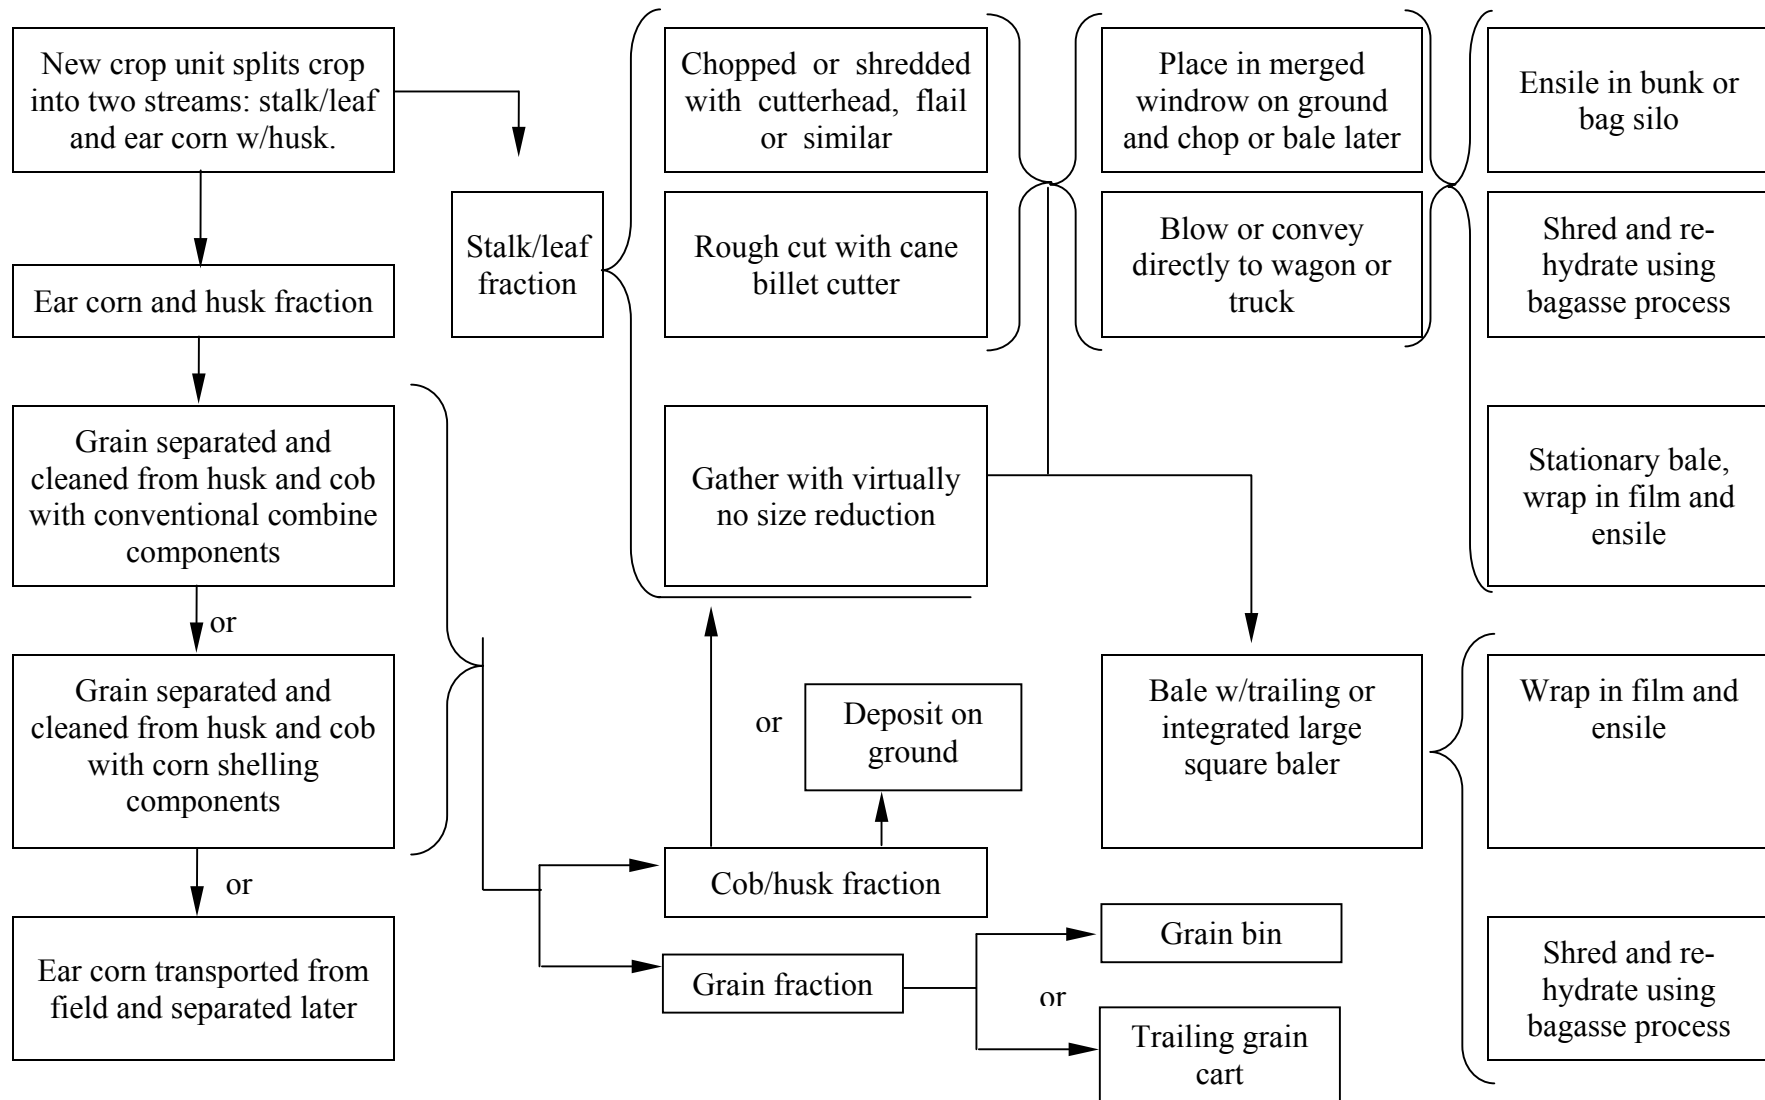 New crop unit splits crop
into two streams: stalk/leaf
and ear corn w/husk.
Ear corn and husk fraction
Grain separated and
cleaned from husk and cob
with conventional combine
components
or
Grain separated and
cleaned from husk and cob
with corn shelling
components
or
Ear corn transported from
field and separated later
Stalk/leaf
fraction
Chopped or shredded
with cutterhead, flail
or similar
Rough cut with cane
billet cutter
Gather with virtually
no size reduction
or
Deposit on
ground
Cob/husk fraction
Grain fraction
Place in merged
windrow on ground
and chop or bale later
Blow or convey
directly to wagon or
truck
Bale w/trailing or
integrated large
square baler
Grain bin
or
Trailing grain
cart
Ensile in bunk or
bag silo
Shred and re-
hydrate using
bagasse process
Stationary bale,
wrap in film and
ensile
Wrap in film and
ensile
Shred and re-
hydrate using
bagasse process